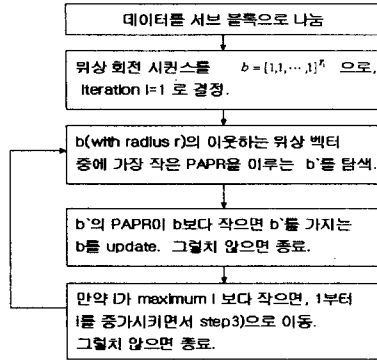 데이터를 서브 블록으로 나눔
위상 회전 시퀀스를 b = {1,1,⋯,1}ᵀ 으로,
Iteration I=1 로 결정.
b(with radius r)의 이웃하는 위상 벡터
중에 가장 작은 PAPR을 이루는 b`를 탐색.
b`의 PAPR이 b보다 작으면 b`를 가지는
b를 update. 그렇치 않으면 종료.
만약 I가 maximum I 보다 작으면, 1부터
I를 증가시키면서 step3)으로 이동.
그렇치 않으면 종료.